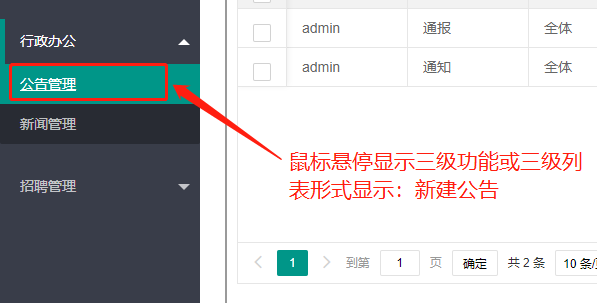 行政办公
公告管理
新闻管理
招聘管理
admin 通报 全体
admin 通知 全体
鼠标悬停显示三级功能或三级列
表形式显示：新建公告
1 到第 1 页 确定 共 2 条 10 条/